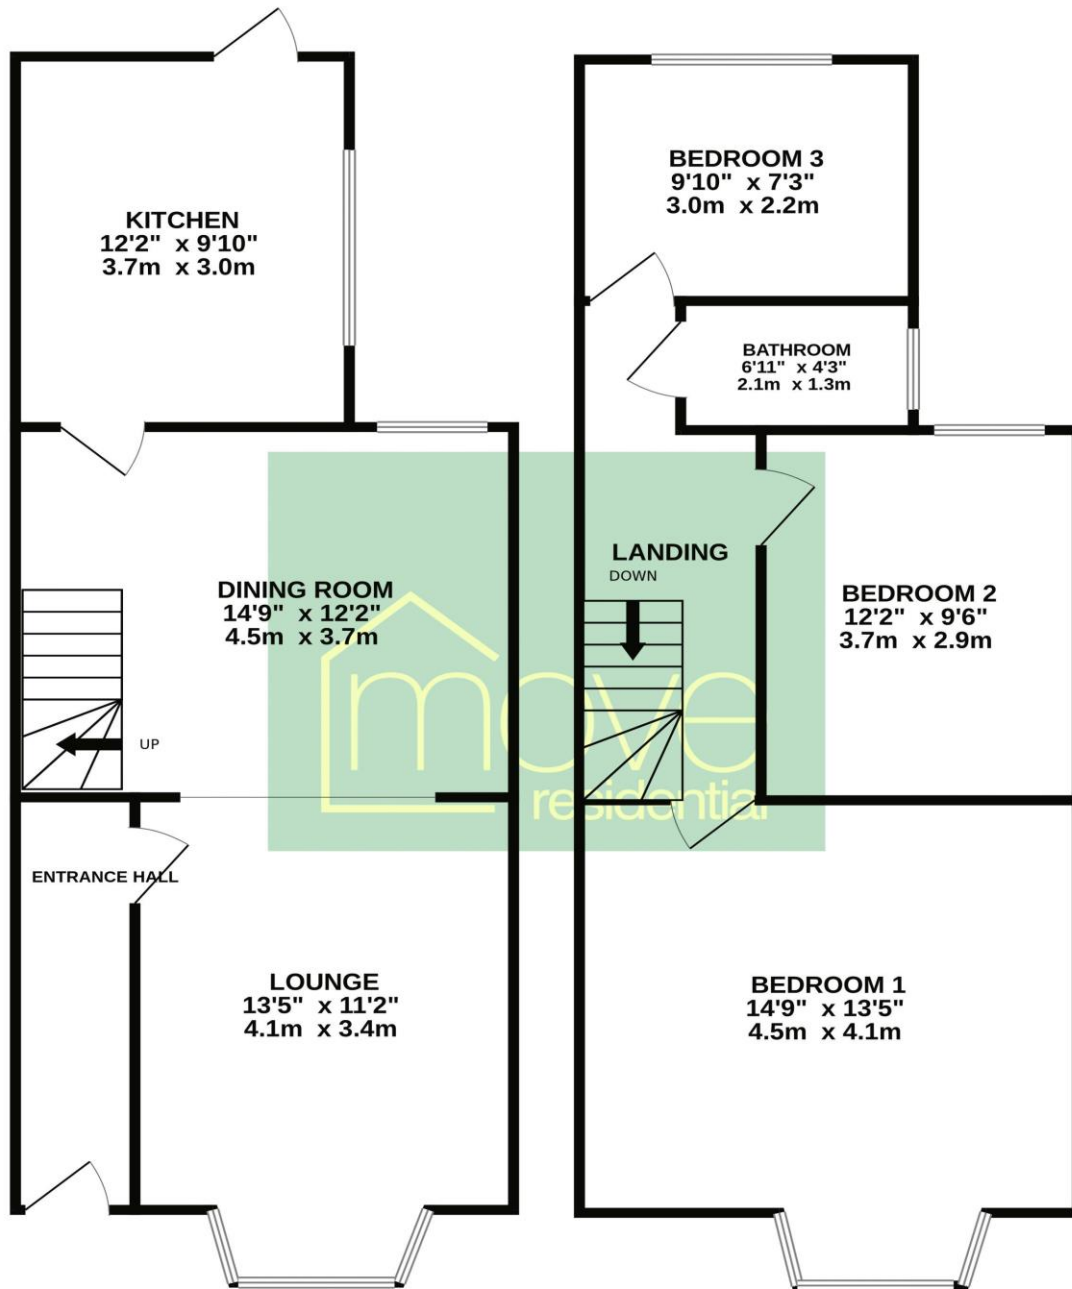 KITCHEN
12'2" x 9'10"
3.7m x 3.0m
DINING ROOM
14'9" x 12'2"
4.5m x 3.7m
UP
ENTRANCE HALL
LOUNGE
13'5" x 11'2"
4.1m x 3.4m
BEDROOM 3
9'10" x 7'3"
3.0m x 2.2m
BATHROOM
6'11" x 4'3"
2.1m x 1.3m
LANDING
DOWN
BEDROOM 2
12'2" x 9'6"
3.7m x 2.9m
BEDROOM 1
14'9" x 13'5"
4.5m x 4.1m
move
residential